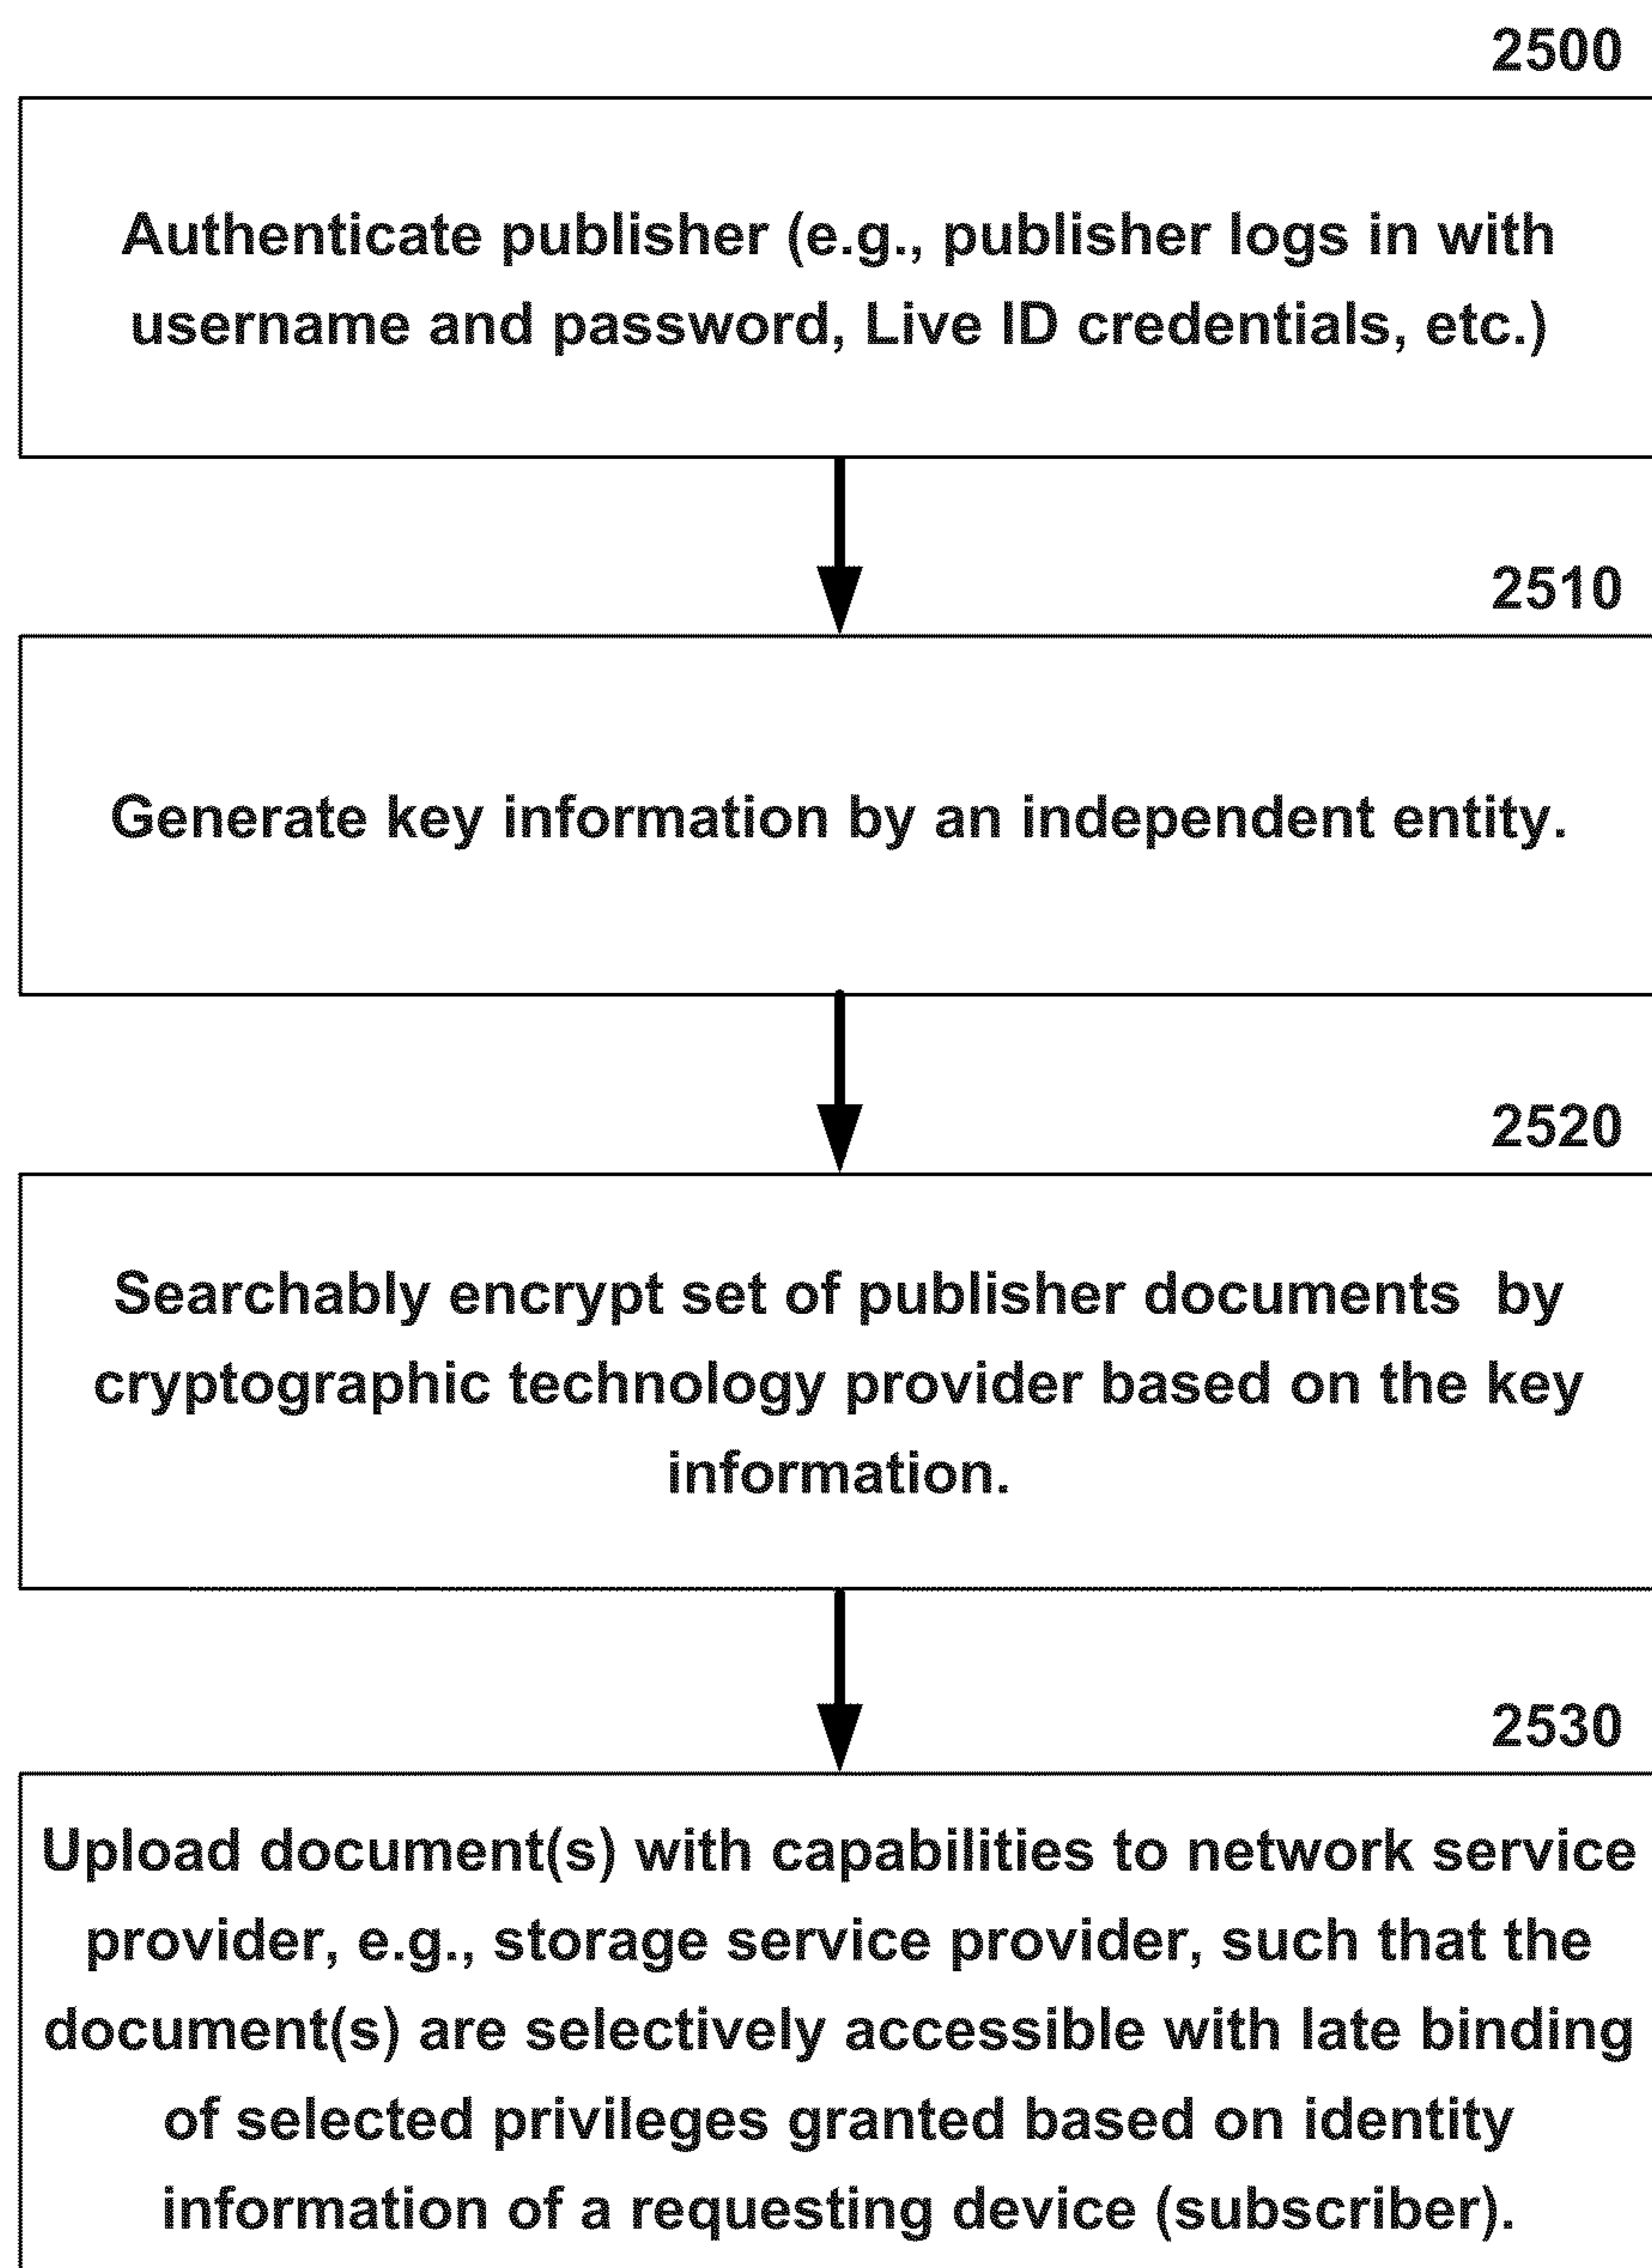 2500
Authenticate publisher (e.g., publisher logs in with
username and password, Live ID credentials, etc.)
2510
Generate key information by an independent entity.
2520
Searchably encrypt set of publisher documents by
cryptographic technology provider based on the key
information.
2530
Upload document(s) with capabilities to network service
provider, e.g., storage service provider, such that the
document(s) are selectively accessible with late binding
of selected privileges granted based on identity
information of a requesting device (subscriber).